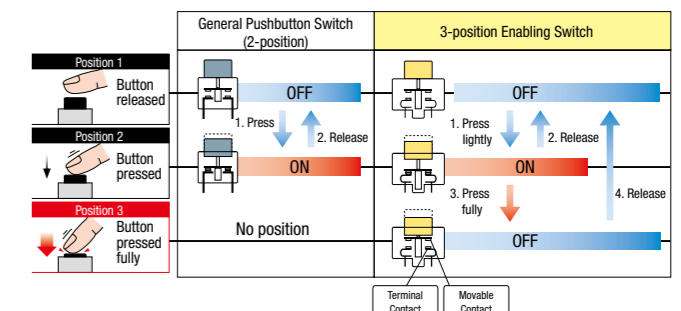 General Pushbutton Switch
(2-position)
3-position Enabling Switch
Position 1
Button
released
OFF
OFF
1. Press
2. Release
1. Press
lightly
2. Release
Position 2
Button
pressed
ON
ON
3. Press
fully
4. Release
Position 3
Button
pressed
fully
No position
OFF
Terminal
Contact
Movable
Contact